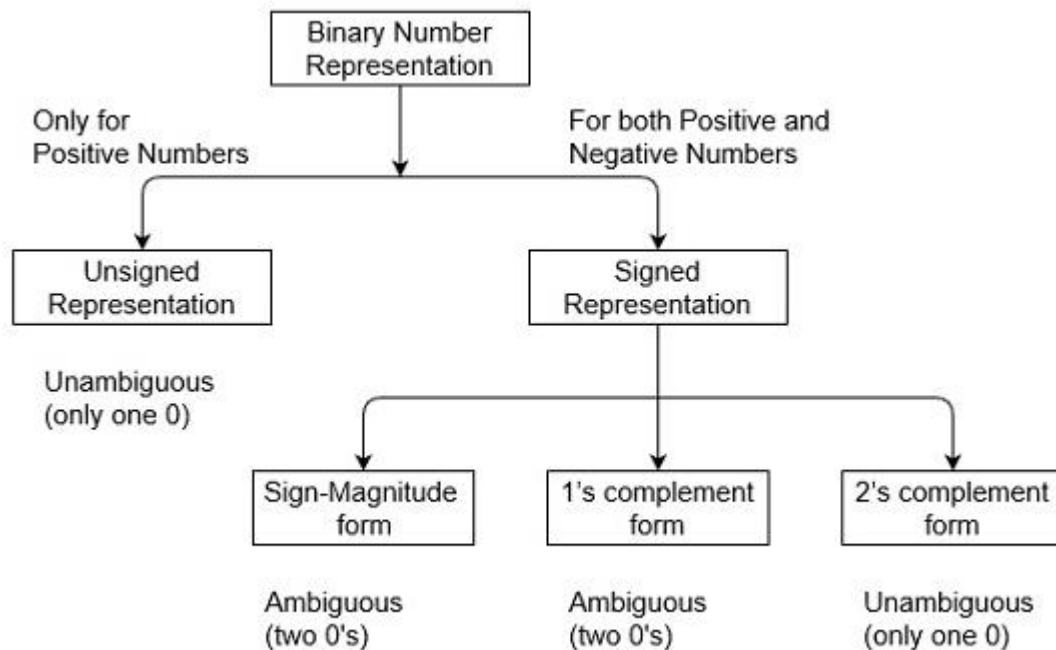 Binary Number
Representation
Only for
Positive Numbers
For both Positive and
Negative Numbers
Unsigned
Representation
Signed
Representation
Unambiguous
(only one 0)
Sign-Magnitude
form
1's complement
form
2's complement
form
Ambiguous
(two 0's)
Ambiguous
(two 0's)
Unambiguous
(only one 0)